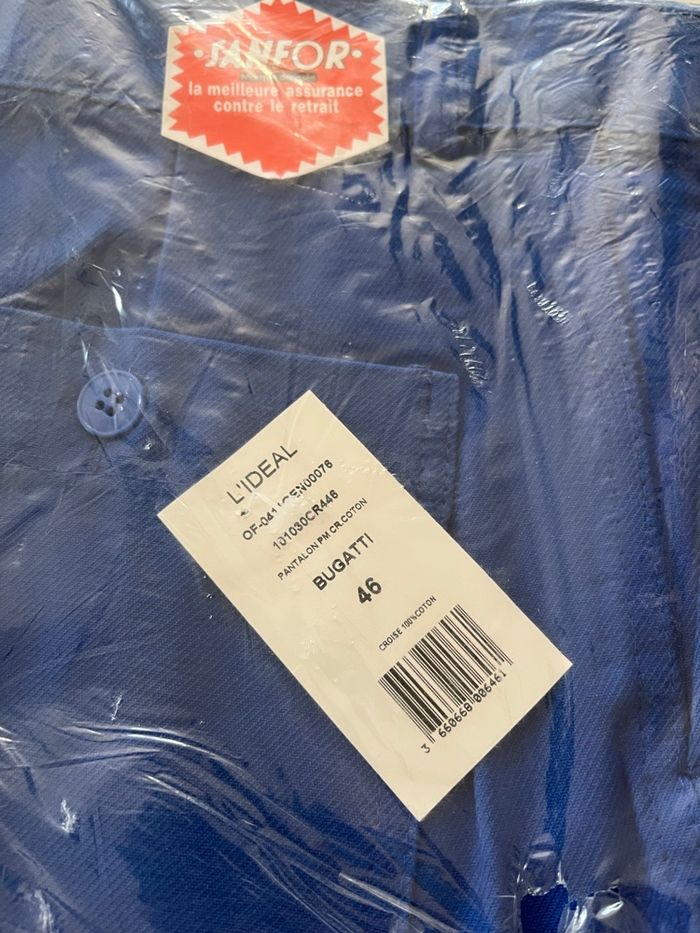 ·SANFOR·
la meilleure assurance
contre le retrait
L'IDEAL
101030CR446
PANTALON PM CR.COTON
BUGATTI
46
CROISE 100%COTON
3 660668 006461